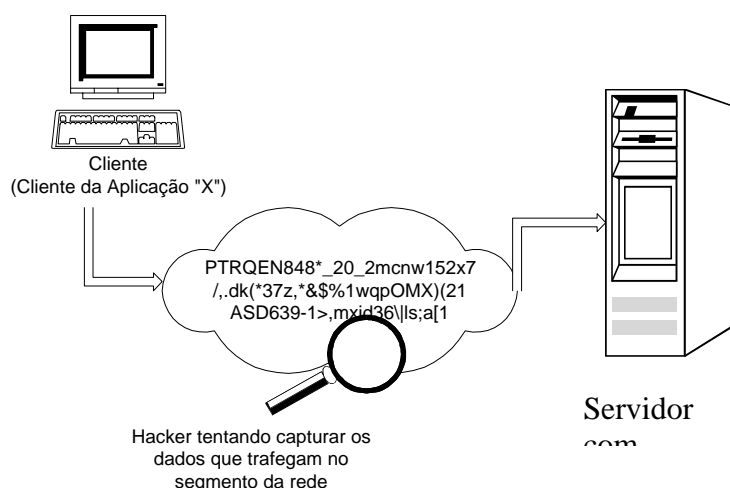 Cliente
(Cliente da Aplicação "X")
PTRQEN848*_20_2mcnw152x7
/,.dk(*37z,*&$%1wqpOMX)(21
ASD639-1>,mxid36\|ls;a[1
Hacker tentando capturar os
dados que trafegam no
segmento da rede
Servidor
com